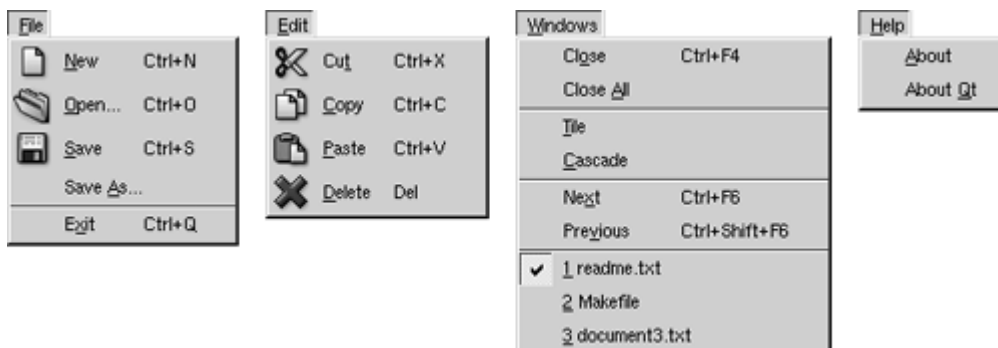 File
New Ctrl+N
Open... Ctrl+O
Save Ctrl+S
Save As...
Exit Ctrl+Q
Edit
Cut Ctrl+X
Copy Ctrl+C
Paste Ctrl+V
Delete Del
Windows
Close Ctrl+F4
Close All
Tile
Cascade
Next Ctrl+F6
Previous Ctrl+Shift+F6
1 readme.txt
2 Makefile
3 document3.txt
Help
About
About Qt